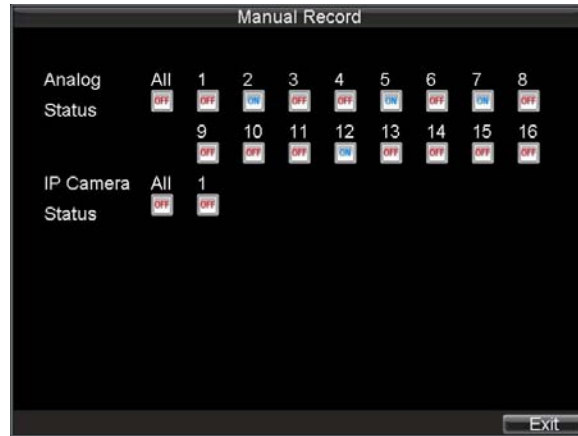 Manual Record
Analog All 1 2 3 4 5 6 7 8
Status OFF OFF ON OFF OFF ON OFF ON OFF
9 10 11 12 13 14 15 16
OFF OFF OFF ON OFF OFF OFF OFF
IP Camera All 1
Status OFF OFF
Exit